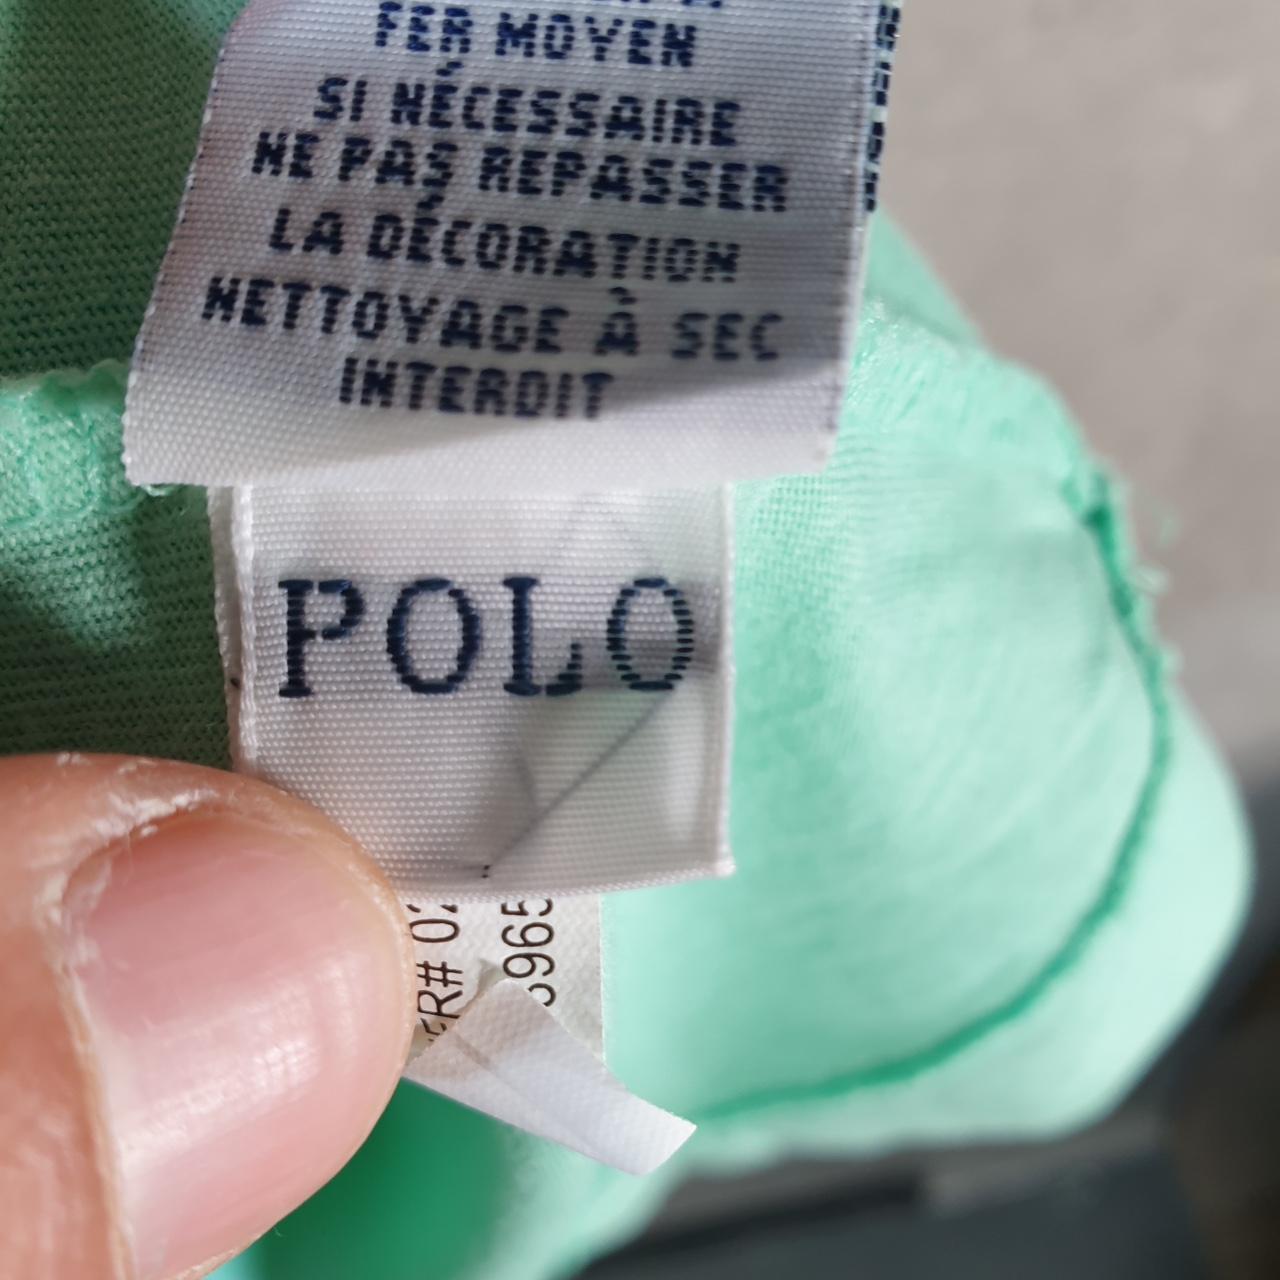 FER MOYEN
SI NÉCESSAIRE
NE PAS REPASSER
LA DÉCORATION
NETTOYAGE À SEC
INTERDIT
POLO